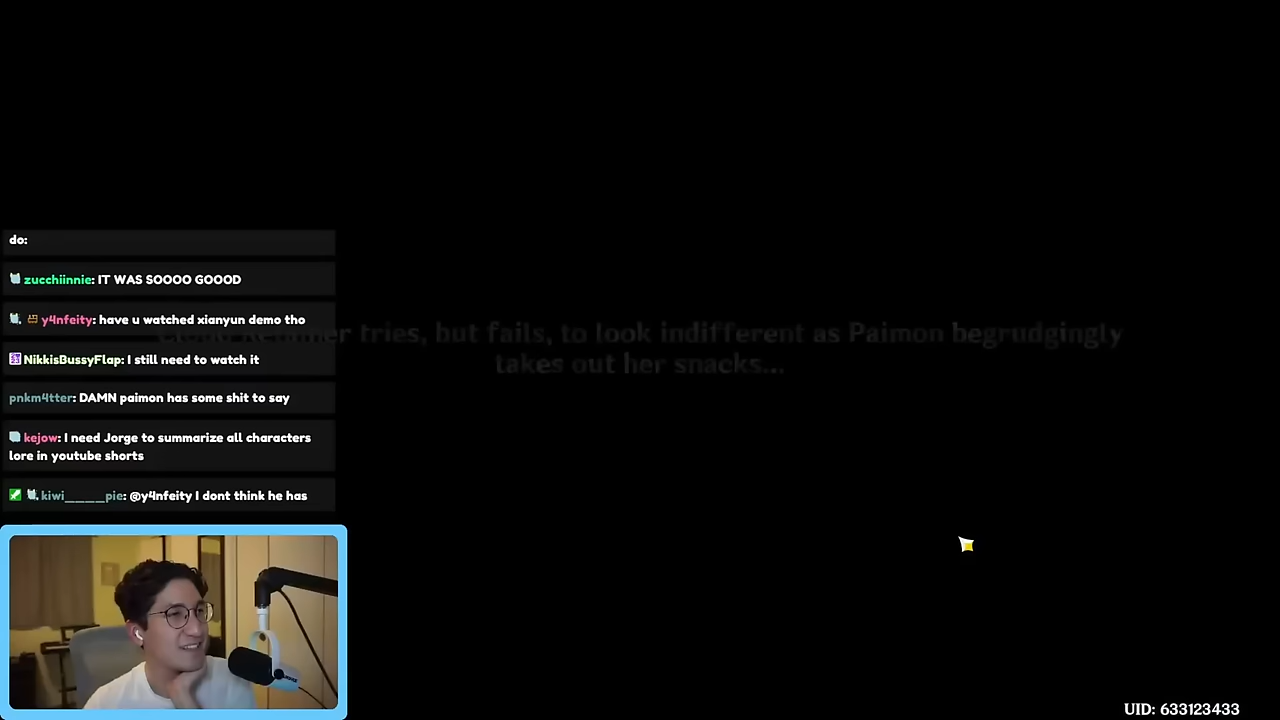 do:
zucchiinnie: IT WAS SOOOO GOOOD
y4nfeity: have u watched xianyun demo tho
NikkisBussyFlap: I still need to watch it
pnkm4tter: DAMN paimon has some shit to say
kejow: I need Jorge to summarize all characters
lore in youtube shorts
kiwi____pie: @y4nfeity I dont think he has
Cloud Retainer tries, but fails, to look indifferent as Paimon begrudgingly
takes out her snacks...
UID: 633123433